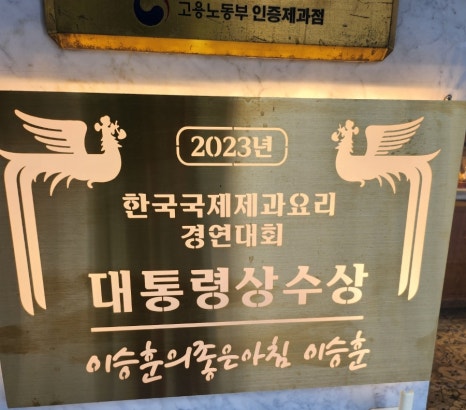 고용노동부 인증제과점
2023년
한국국제제과요리
경연대회
대통령상수상
이승훈의좋은아침 이승훈